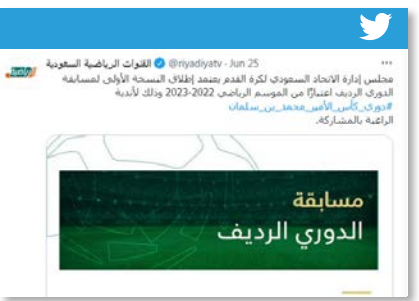 القنوات الرياضية السعودية @riyadiyatv · Jun 25
مجلس إدارة الاتحاد السعودي لكرة القدم يعتمد إطلاق النسخة الأولى لمسابقة
الدوري الرديف اعتبارًا من الموسم الرياضي 2022-2023 وذلك لأندية
#دوري_كأس_الأمير_محمد_بن_سلمان
الراغبة بالمشاركة.
مسابقة
الدوري الرديف